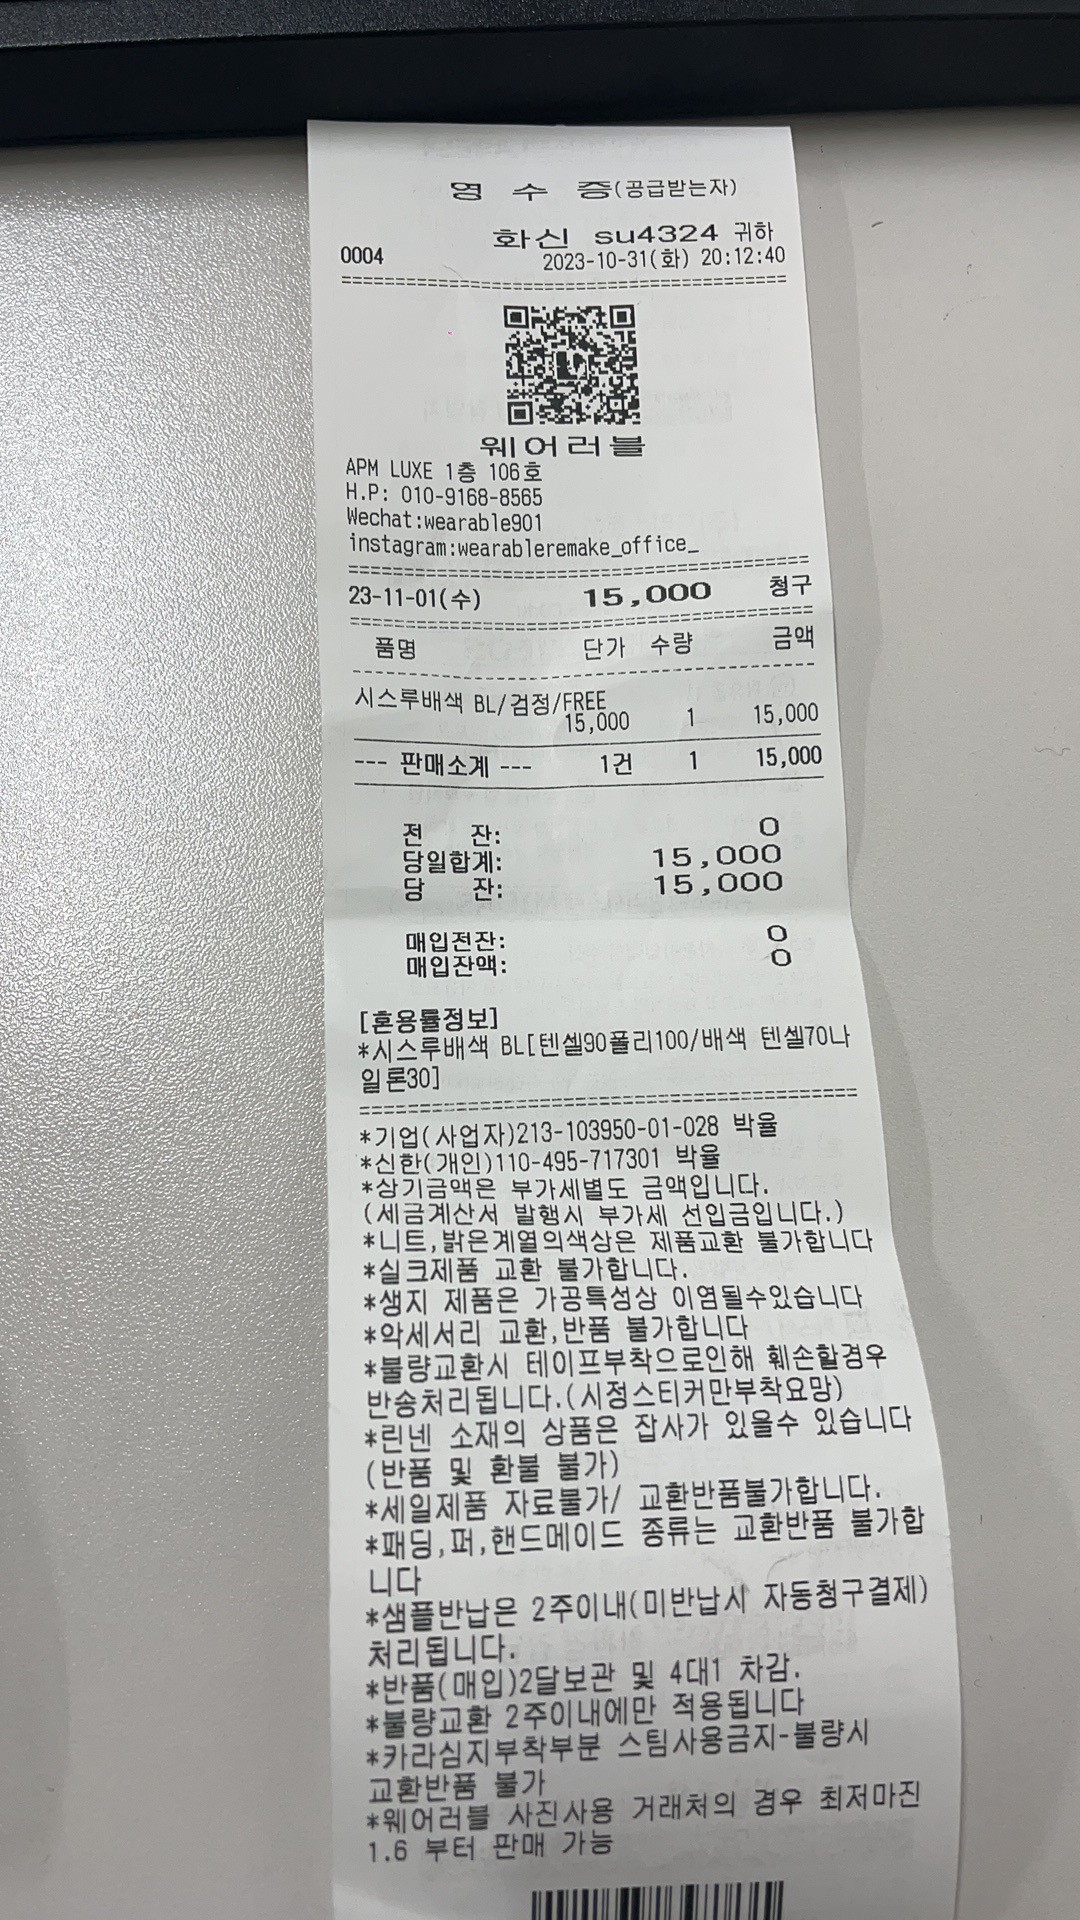 영 수 증(공급받는자)
화신 su4324 귀하
0004 2023-10-31(화) 20:12:40
웨어러블
APM LUXE 1층 106호
H.P: 010-9168-8565
Wechat:wearable901
instagram:wearableremake_office_
23-11-01(수) 15,000 청구
품명 단가 수량 금액
시스루배색 BL/검정/FREE
15,000 1 15,000
--- 판매소계 --- 1건 1 15,000
전 잔: 0
당일합계: 15,000
당 잔: 15,000
매입전잔: 0
매입잔액: 0
[혼용률정보]
*시스루배색 BL[텐셀90폴리100/배색 텐셀70나
일론30]
*기업(사업자)213-103950-01-028 박율
*신한(개인)110-495-717301 박율
*상기금액은 부가세별도 금액입니다.
(세금계산서 발행시 부가세 선입금입니다.)
*니트,밝은계열의색상은 제품교환 불가합니다
*실크제품 교환 불가합니다.
*생지 제품은 가공특성상 이염될수있습니다
*악세서리 교환,반품 불가합니다
*불량교환시 테이프부착으로인해 훼손할경우
반송처리됩니다.(시정스티커만부착요망)
*린넨 소재의 상품은 잡사가 있을수 있습니다
(반품 및 환불 불가)
*세일제품 자료불가/ 교환반품불가합니다.
*패딩,퍼,핸드메이드 종류는 교환반품 불가합
니다
*샘플반납은 2주이내(미반납시 자동청구결제)
처리됩니다.
*반품(매입)2달보관 및 4대1 차감.
*불량교환 2주이내에만 적용됩니다
*카라심지부착부분 스팀사용금지-불량시
교환반품 불가
*웨어러블 사진사용 거래처의 경우 최저마진
1.6 부터 판매 가능